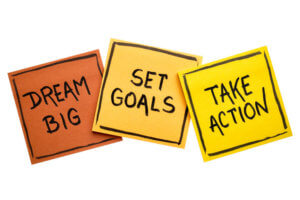 DREAM
BIG
SET
GOALS
TAKE
ACTION